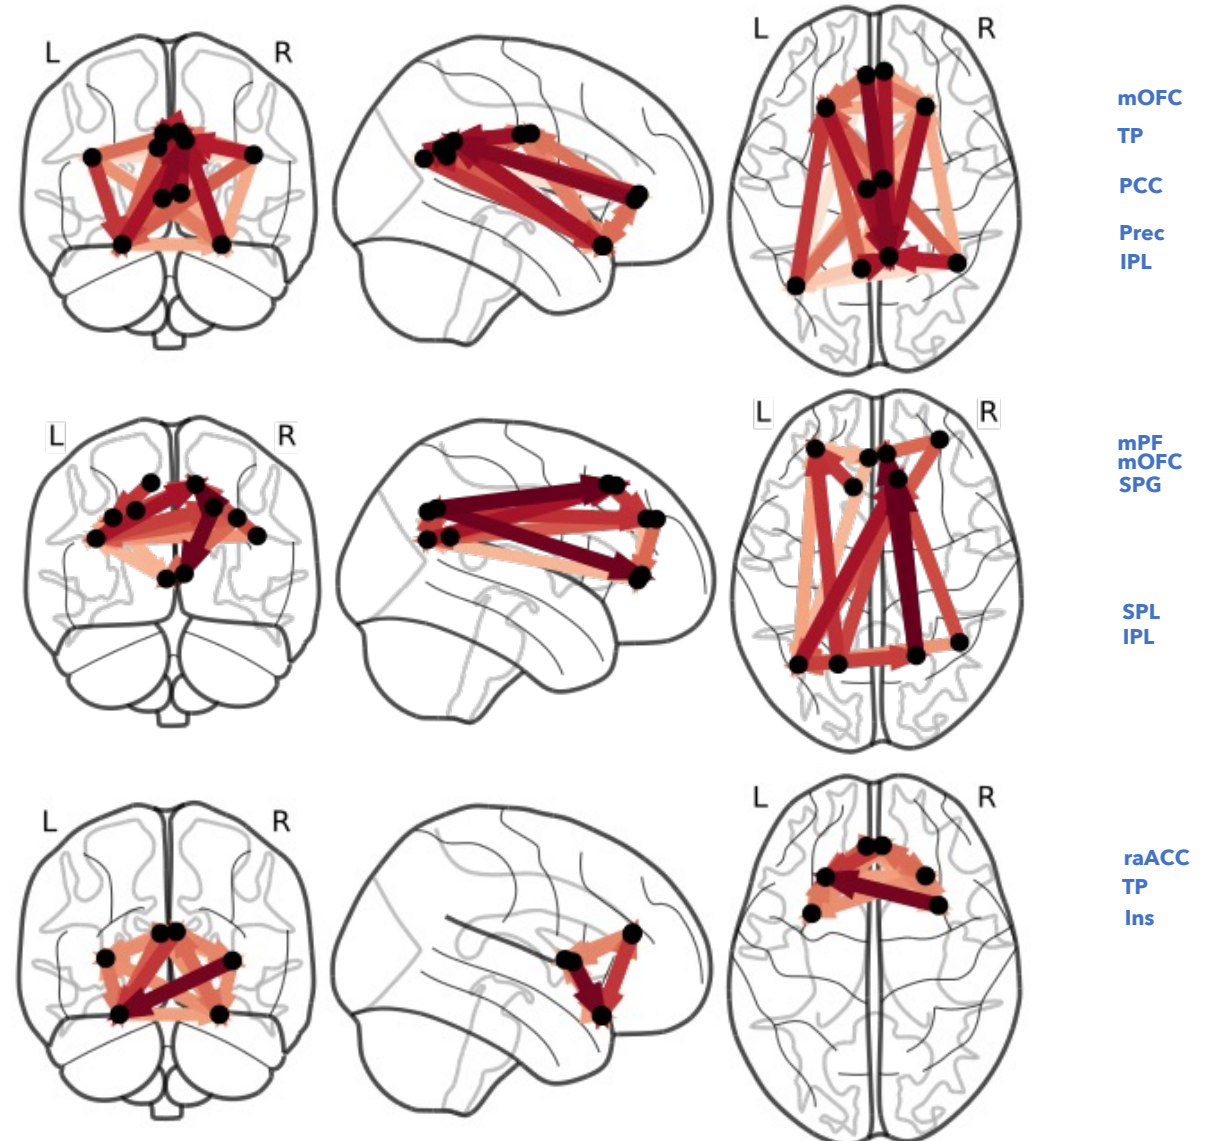 L R
L R
mOFC
TP
PCC
Prec
IPL
L R
L R
mPF
mOFC
SPG
SPL
IPL
L R
L R
raACC
TP
Ins